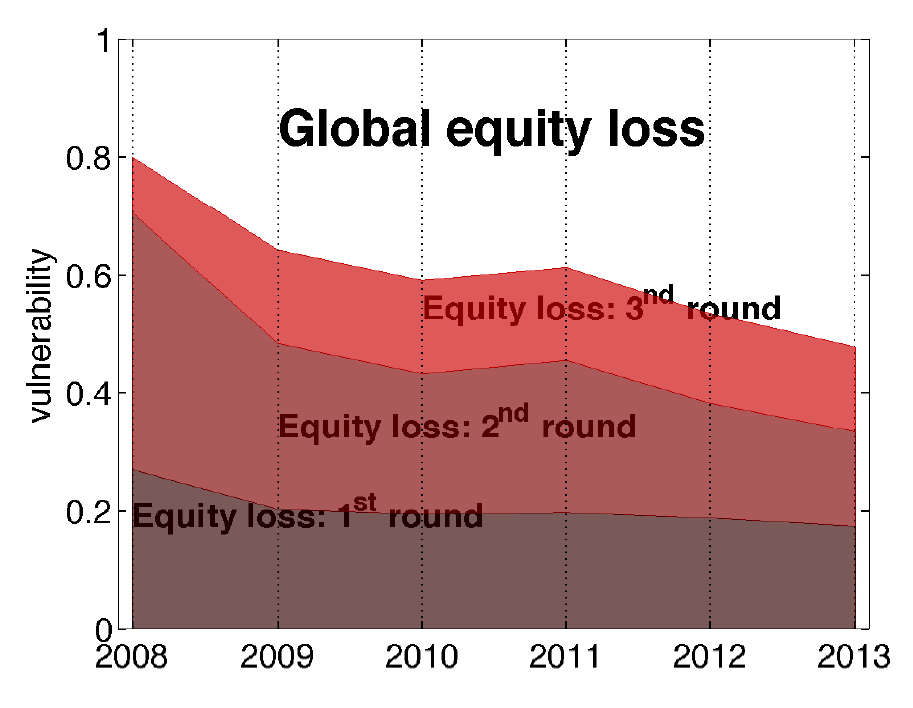 1
Global equity loss
0.8
0.6
Equity loss: 3nd round
vulnerability
0.4
Equity loss: 2nd round
0.2
Equity loss: 1st round
0
2008 2009 2010 2011 2012 2013